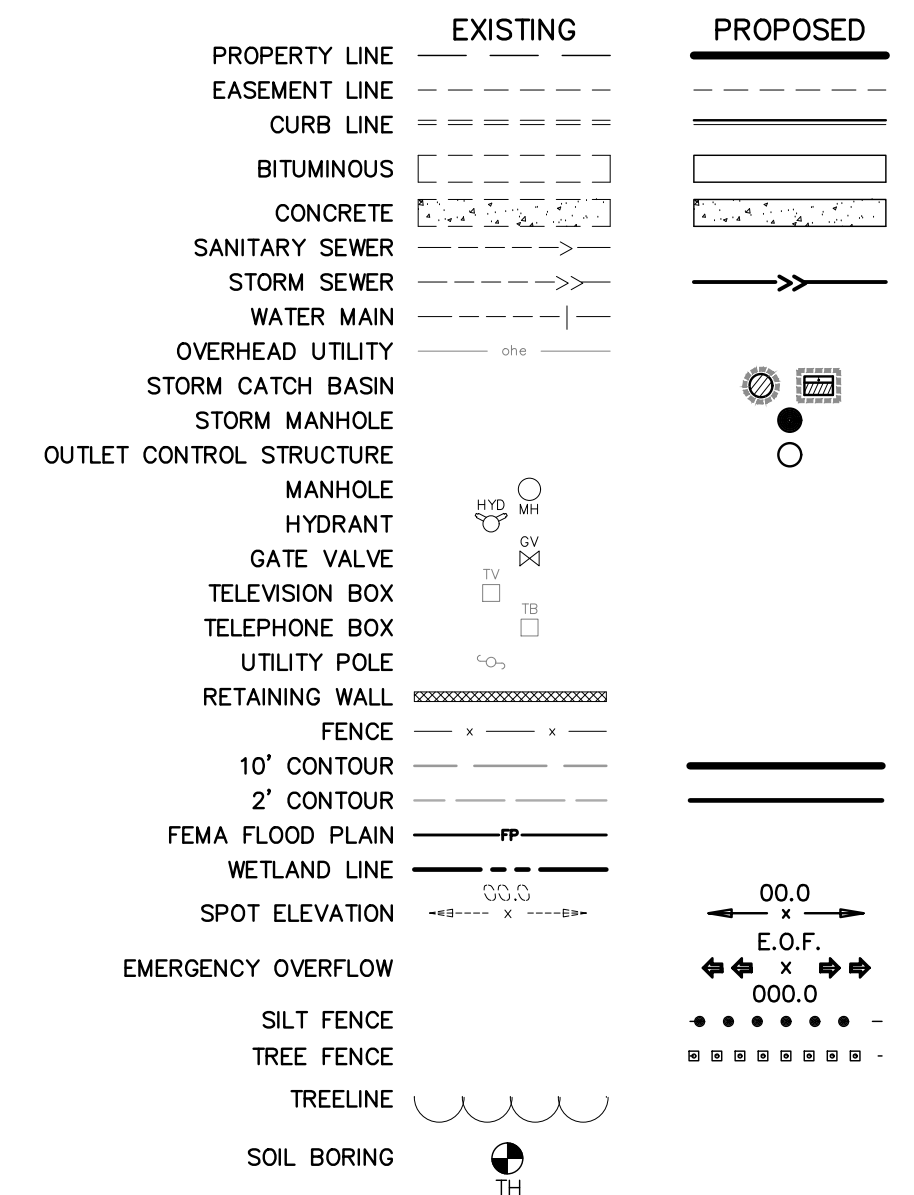 EXISTING PROPOSED
PROPERTY LINE
EASEMENT LINE
CURB LINE
BITUMINOUS
CONCRETE
SANITARY SEWER
STORM SEWER
WATER MAIN
OVERHEAD UTILITY ohe
STORM CATCH BASIN
STORM MANHOLE
OUTLET CONTROL STRUCTURE
MANHOLE MH
HYDRANT HYD
GATE VALVE GV
TELEVISION BOX TV
TELEPHONE BOX TB
UTILITY POLE
RETAINING WALL
FENCE x x
10' CONTOUR
2' CONTOUR
FEMA FLOOD PLAIN FP
WETLAND LINE
00.0 00.0
SPOT ELEVATION x x
E.O.F.
EMERGENCY OVERFLOW x
000.0
SILT FENCE
TREE FENCE
TREELINE
SOIL BORING
TH